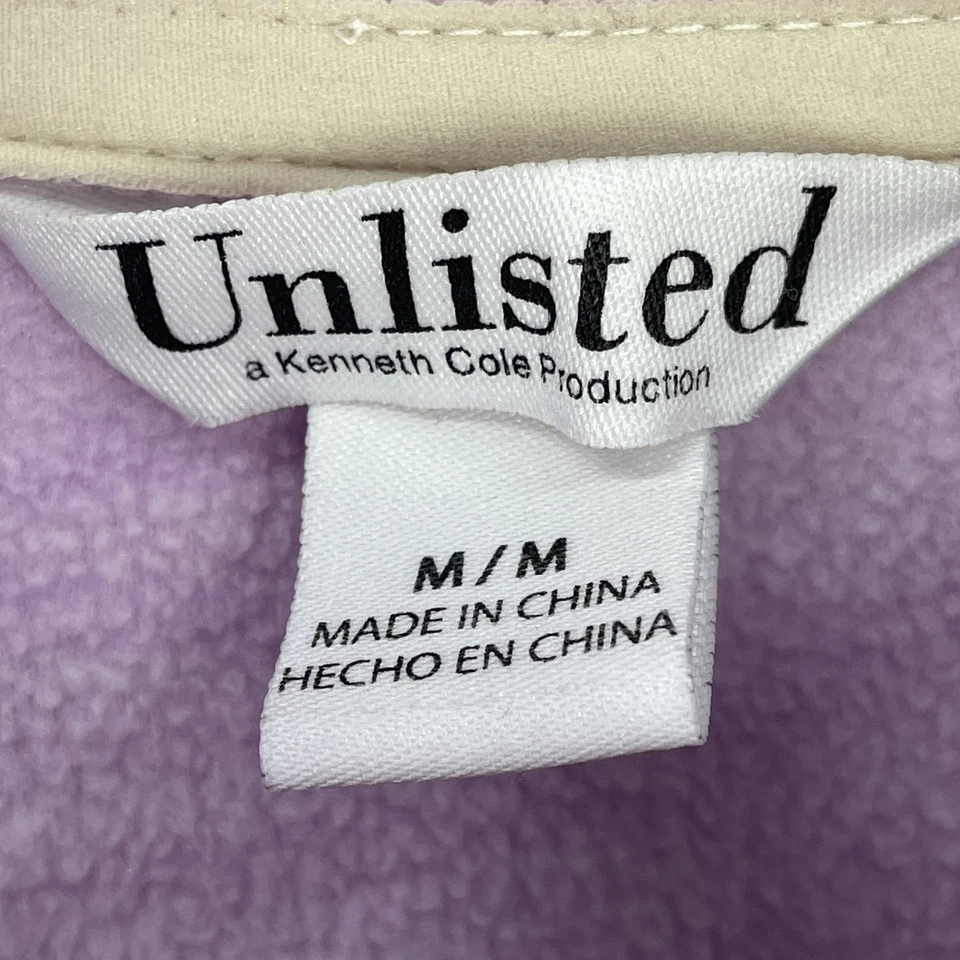 Unlisted
a Kenneth Cole Production
M / M
MADE IN CHINA
HECHO EN CHINA